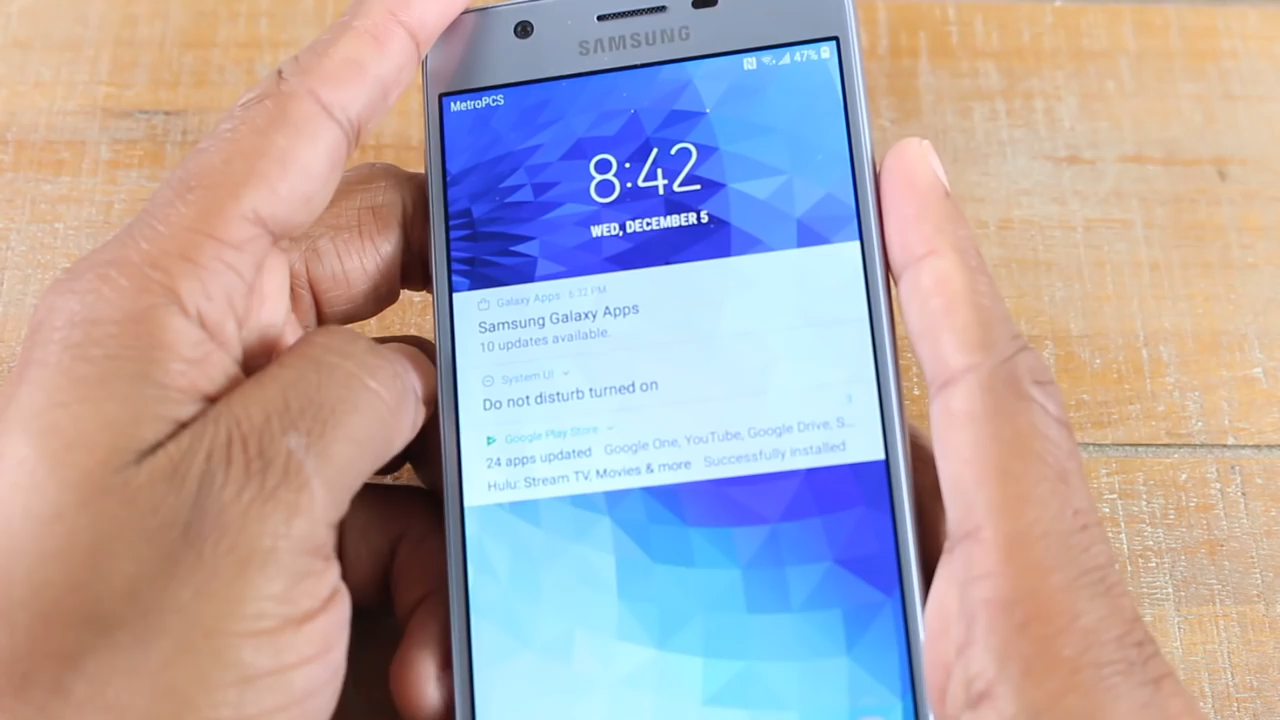 SAMSUNG
47%
MetroPCS
8:42
WED, DECEMBER 5
Galaxy Apps 6:32 PM
Samsung Galaxy Apps
10 updates available.
System UI
Do not disturb turned on
3
Google Play Store
24 apps updated Google One, YouTube, Google Drive, S...
Hulu: Stream TV, Movies & more Successfully installed